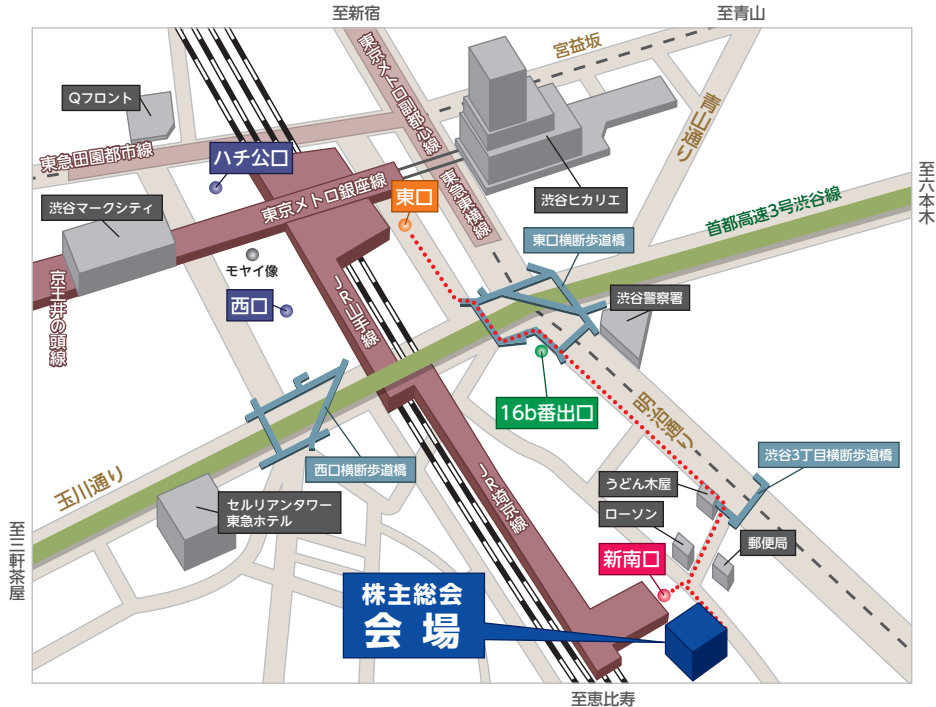 至新宿
至青山
宮益坂
東京メトロ副都心線
青山通り
Qフロント
東急田園都市線
ハチ公口
東京メトロ銀座線
東口
東急東横線
渋谷ヒカリエ
至六本木
渋谷マークシティ
首都高速3号渋谷線
東口横断歩道橋
モヤイ像
京王井の頭線
西口
JR山手線
渋谷警察署
16b番出口
明治通り
渋谷3丁目横断歩道橋
西口横断歩道橋
玉川通り
JR埼京線
うどん木屋
セルリアンタワー
東急ホテル
ローソン
郵便局
至三軒茶屋
新南口
株主総会
会場
至恵比寿